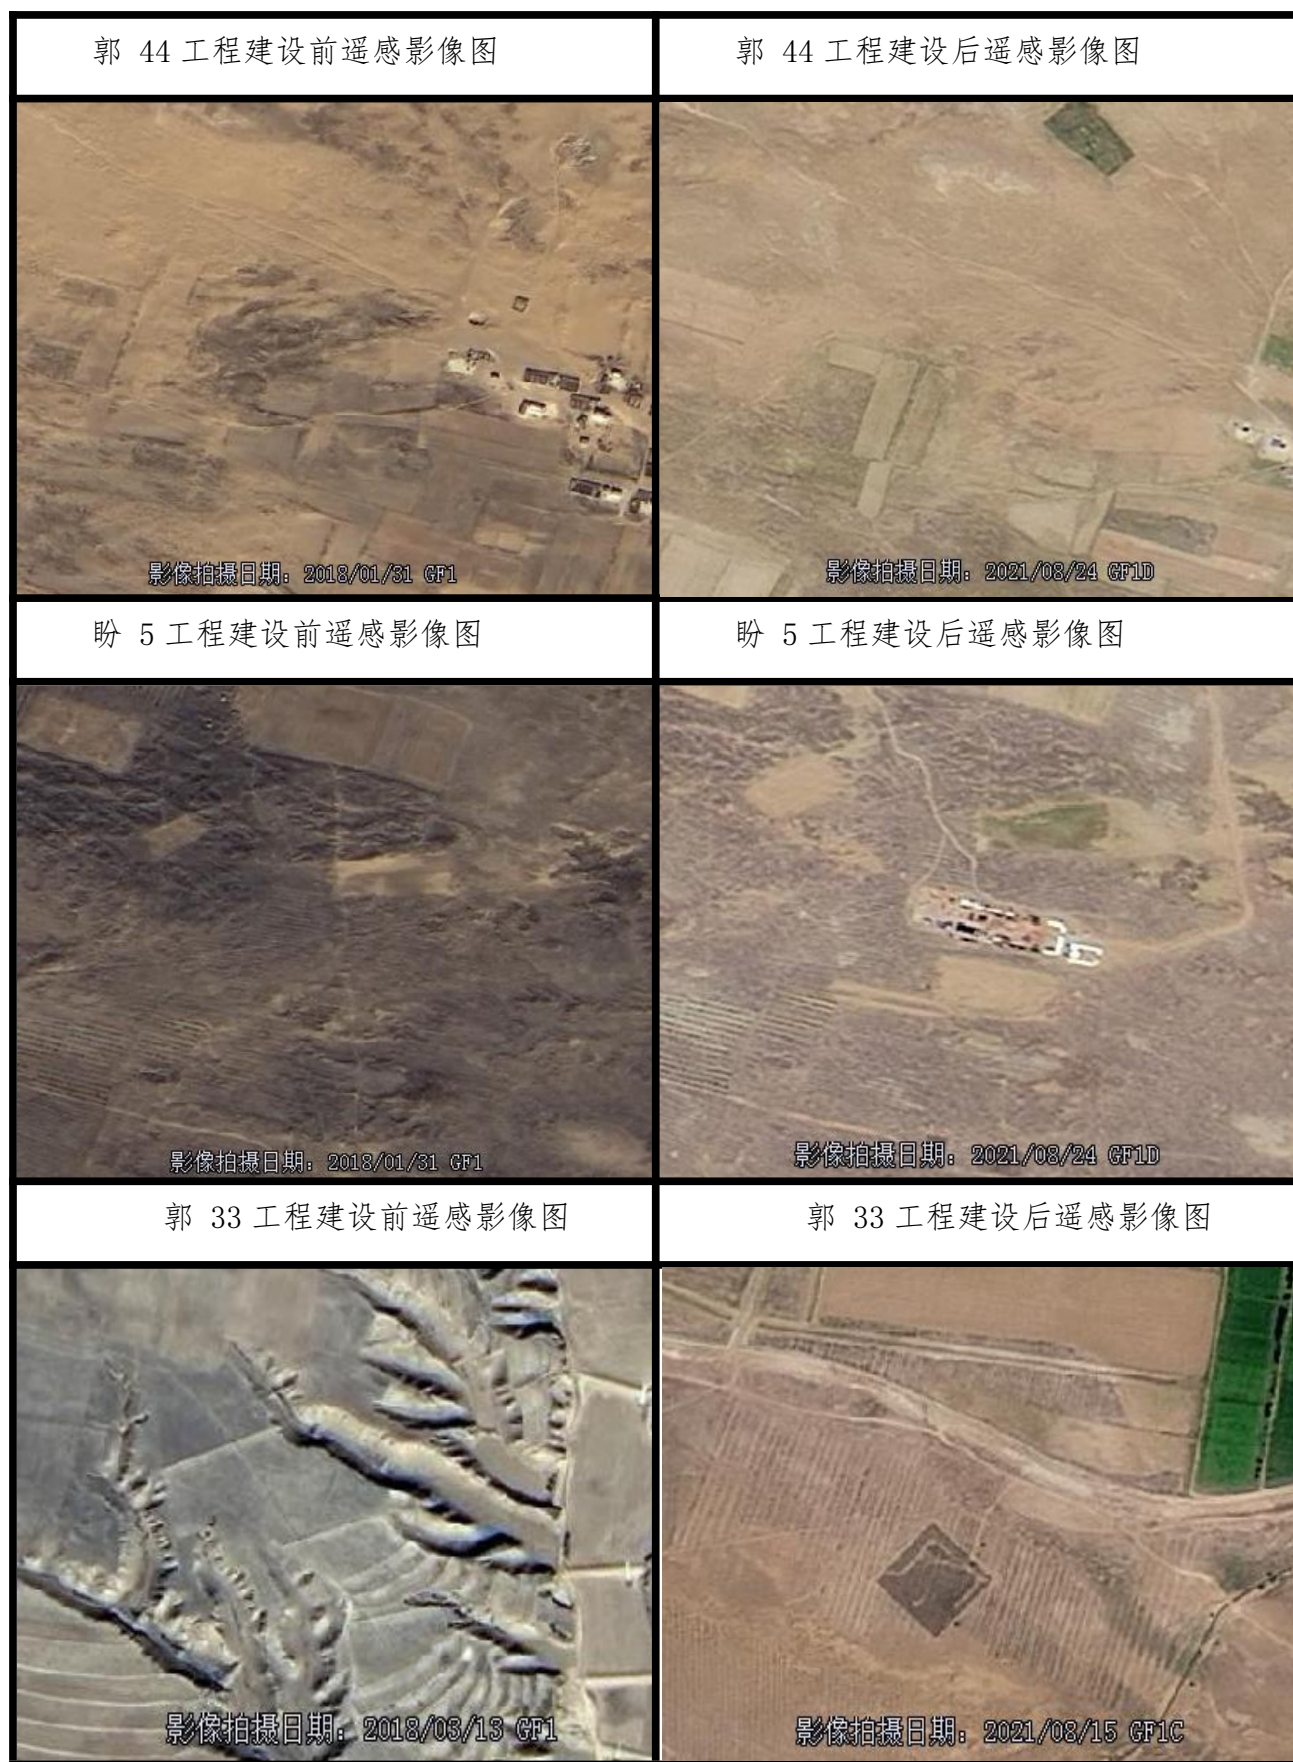 郭 44 工程建设前遥感影像图
郭 44 工程建设后遥感影像图
影像拍摄日期: 2018/01/31 GF1
影像拍摄日期: 2021/08/24 GF1D
盼 5 工程建设前遥感影像图
盼 5 工程建设后遥感影像图
影像拍摄日期: 2018/01/31 GF1
影像拍摄日期: 2021/08/24 GF1D
郭 33 工程建设前遥感影像图
郭 33 工程建设后遥感影像图
影像拍摄日期: 2018/03/13 GF1
影像拍摄日期: 2021/08/15 GF1C